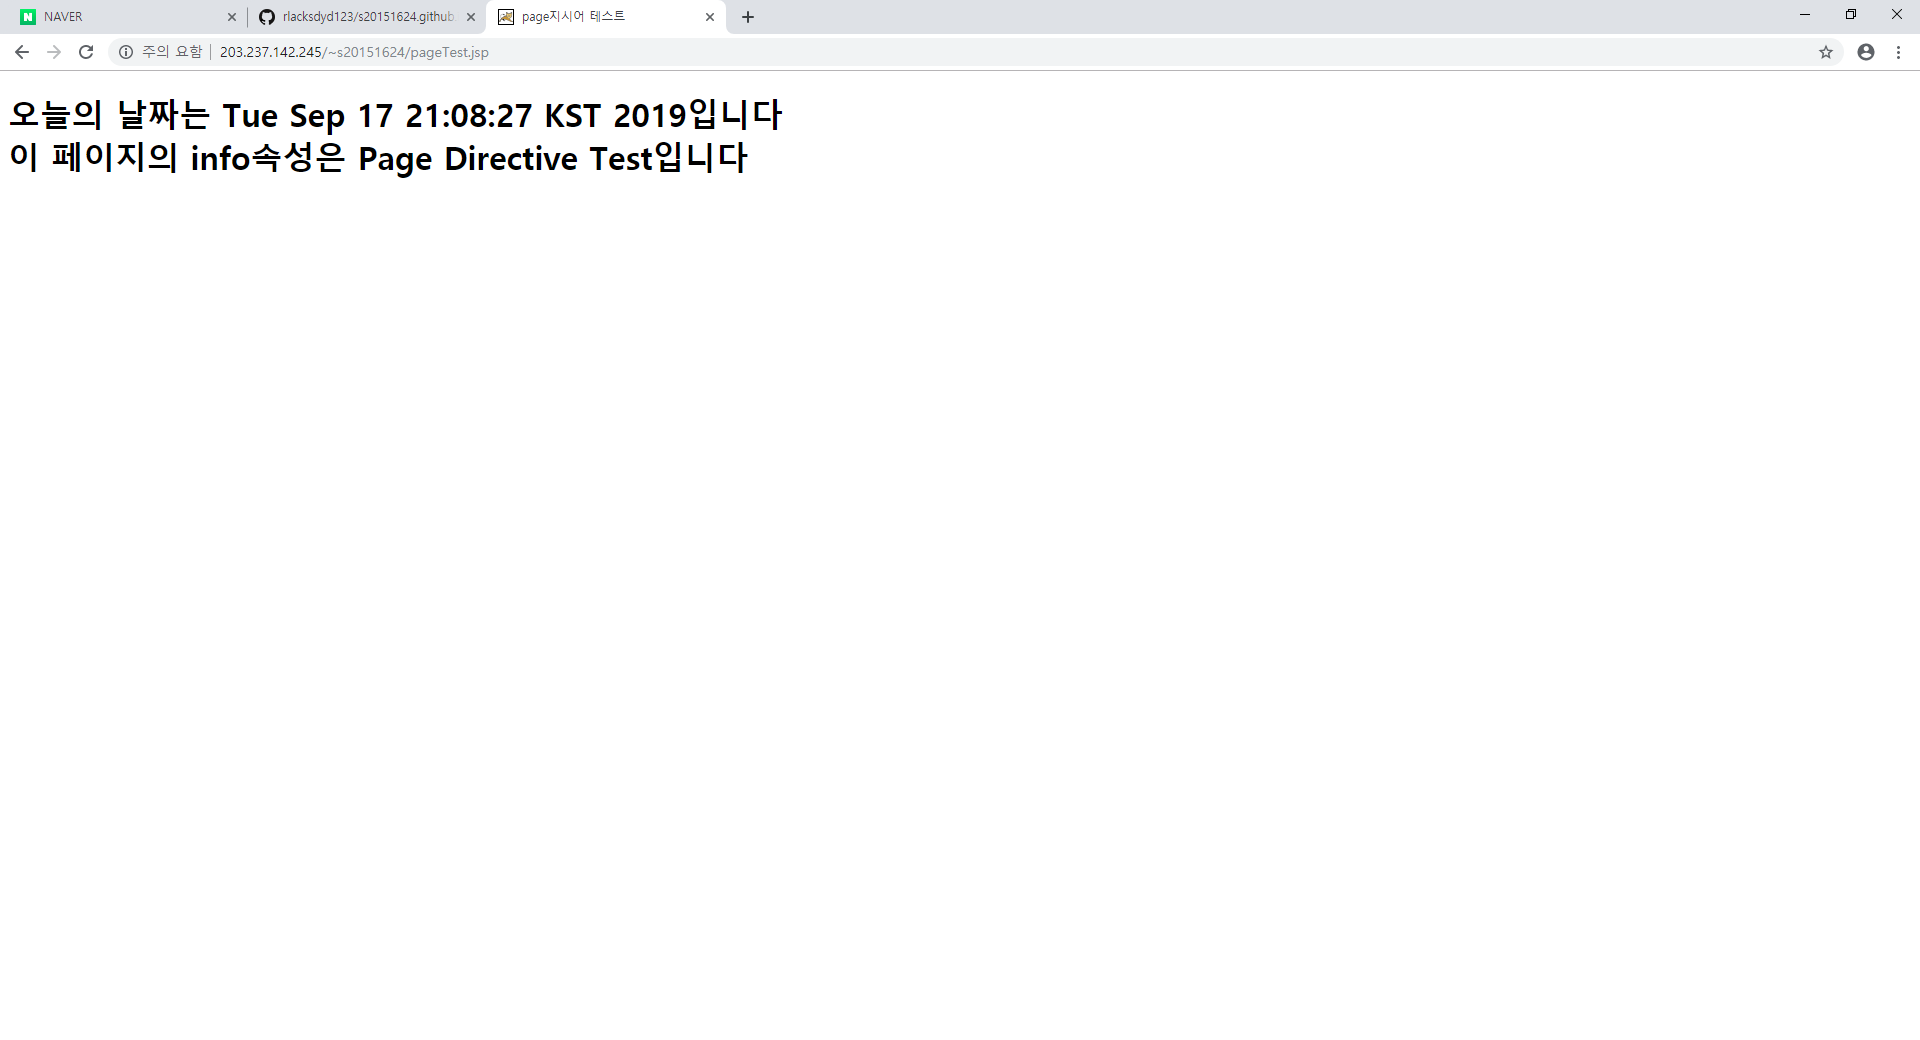 NAVER
rlacksdyd123/s20151624.github.
page지시어 테스트
주의 요함 | 203.237.142.245/~s20151624/pageTest.jsp
오늘의 날짜는 Tue Sep 17 21:08:27 KST 2019입니다
이 페이지의 info속성은 Page Directive Test입니다